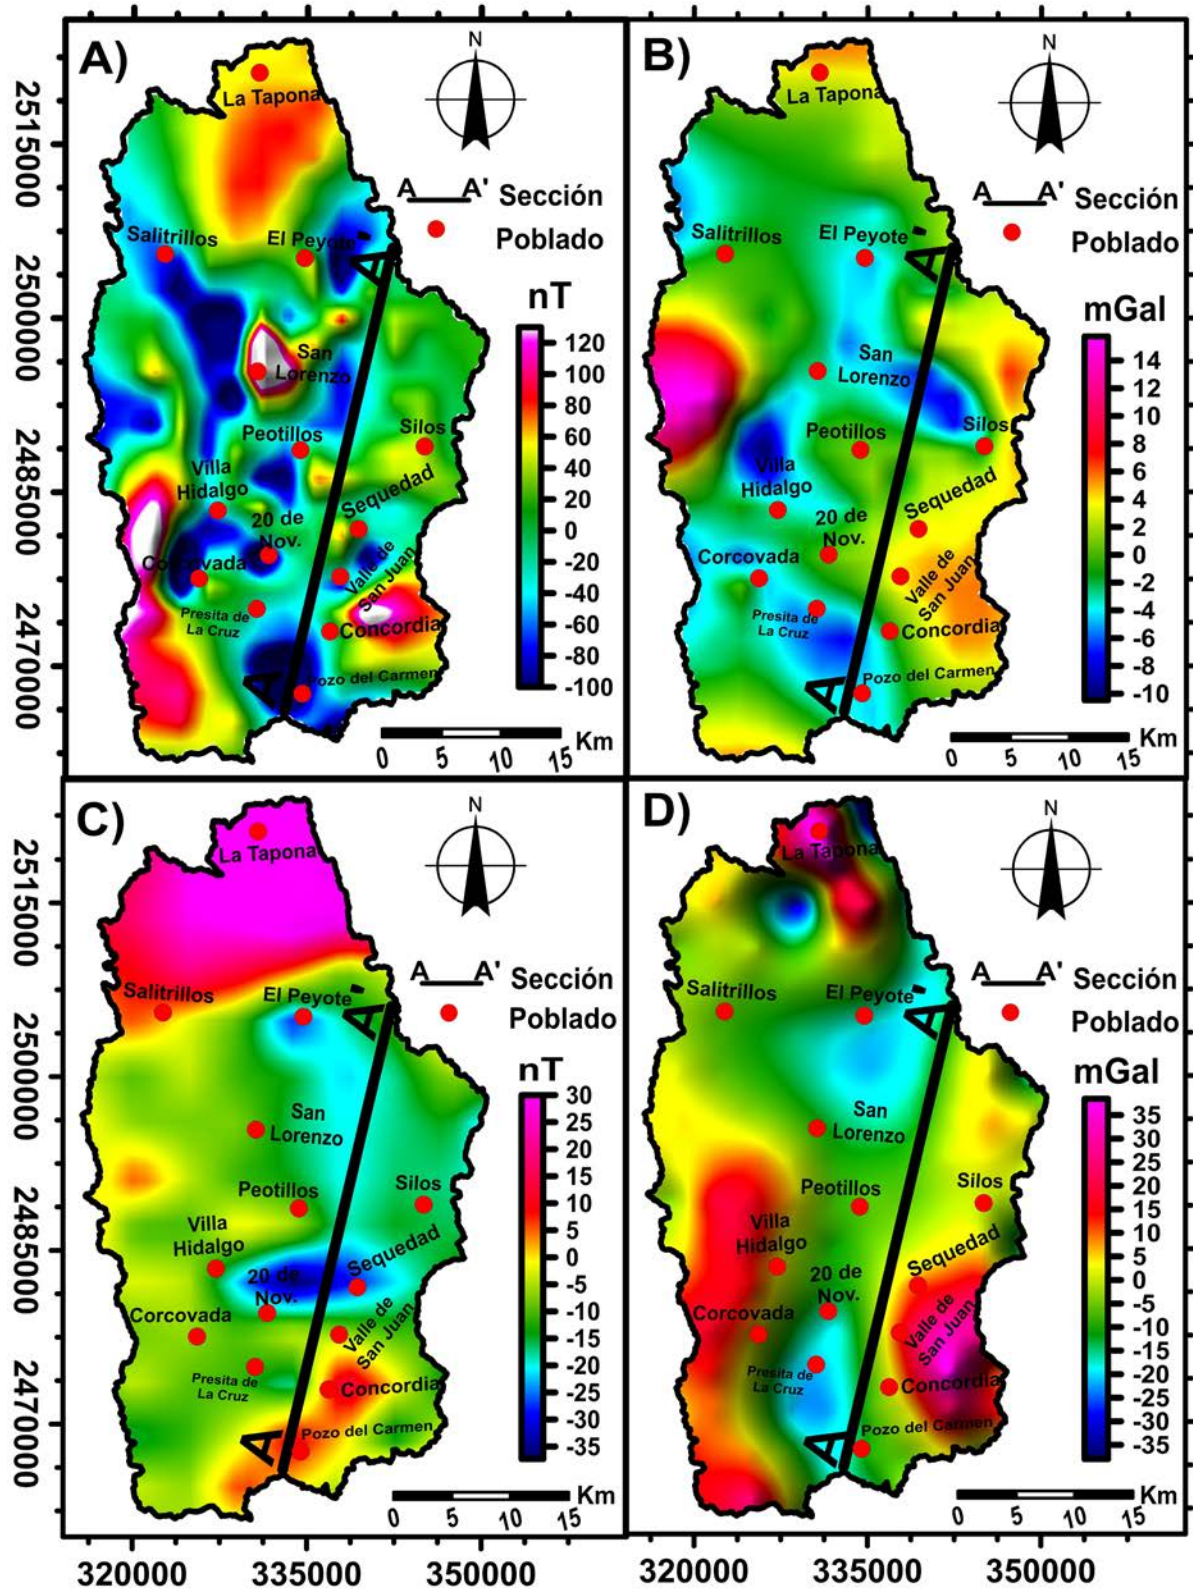 A)
N
La Tapona
A A' Sección
Poblado
Salitrillos
El Peyote
A'
nT
120
100
80
60
40
20
0
-20
-40
-60
-80
-100
San
Lorenzo
Peotillos
Silos
Villa
Hidalgo
Sequedad
20 de
Nov.
Corcovada
Valle de
San Juan
Presita de
La Cruz
Concordia
A
Pozo del Carmen
0 5 10 15 Km
2515000
2500000
2485000
2470000
B)
N
La Tapona
A A' Sección
Poblado
Salitrillos
El Peyote
A'
mGal
14
12
10
8
6
4
2
0
-2
-4
-6
-8
-10
San
Lorenzo
Peotillos
Silos
Villa
Hidalgo
Sequedad
20 de
Nov.
Corcovada
Valle de
San Juan
Presita de
La Cruz
Concordia
A
Pozo del Carmen
0 5 10 15 Km
C)
N
La Tapona
A A' Sección
Poblado
Salitrillos
El Peyote
A'
nT
30
25
20
15
10
5
0
-5
-10
-15
-20
-25
-30
-35
San
Lorenzo
Peotillos
Silos
Villa
Hidalgo
Sequedad
20 de
Nov.
Corcovada
Valle de
San Juan
Presita de
La Cruz
Concordia
A
Pozo del Carmen
0 5 10 15 Km
2515000
2500000
2485000
2470000
D)
N
La Tapona
A A' Sección
Poblado
Salitrillos
El Peyote
A'
mGal
35
30
25
20
15
10
5
0
-5
-10
-15
-20
-25
-30
-35
San
Lorenzo
Peotillos
Silos
Villa
Hidalgo
Sequedad
20 de
Nov.
Corcovada
Valle de
San Juan
Presita de
La Cruz
Concordia
A
Pozo del Carmen
0 5 10 15 Km
320000 335000 350000
320000 335000 350000